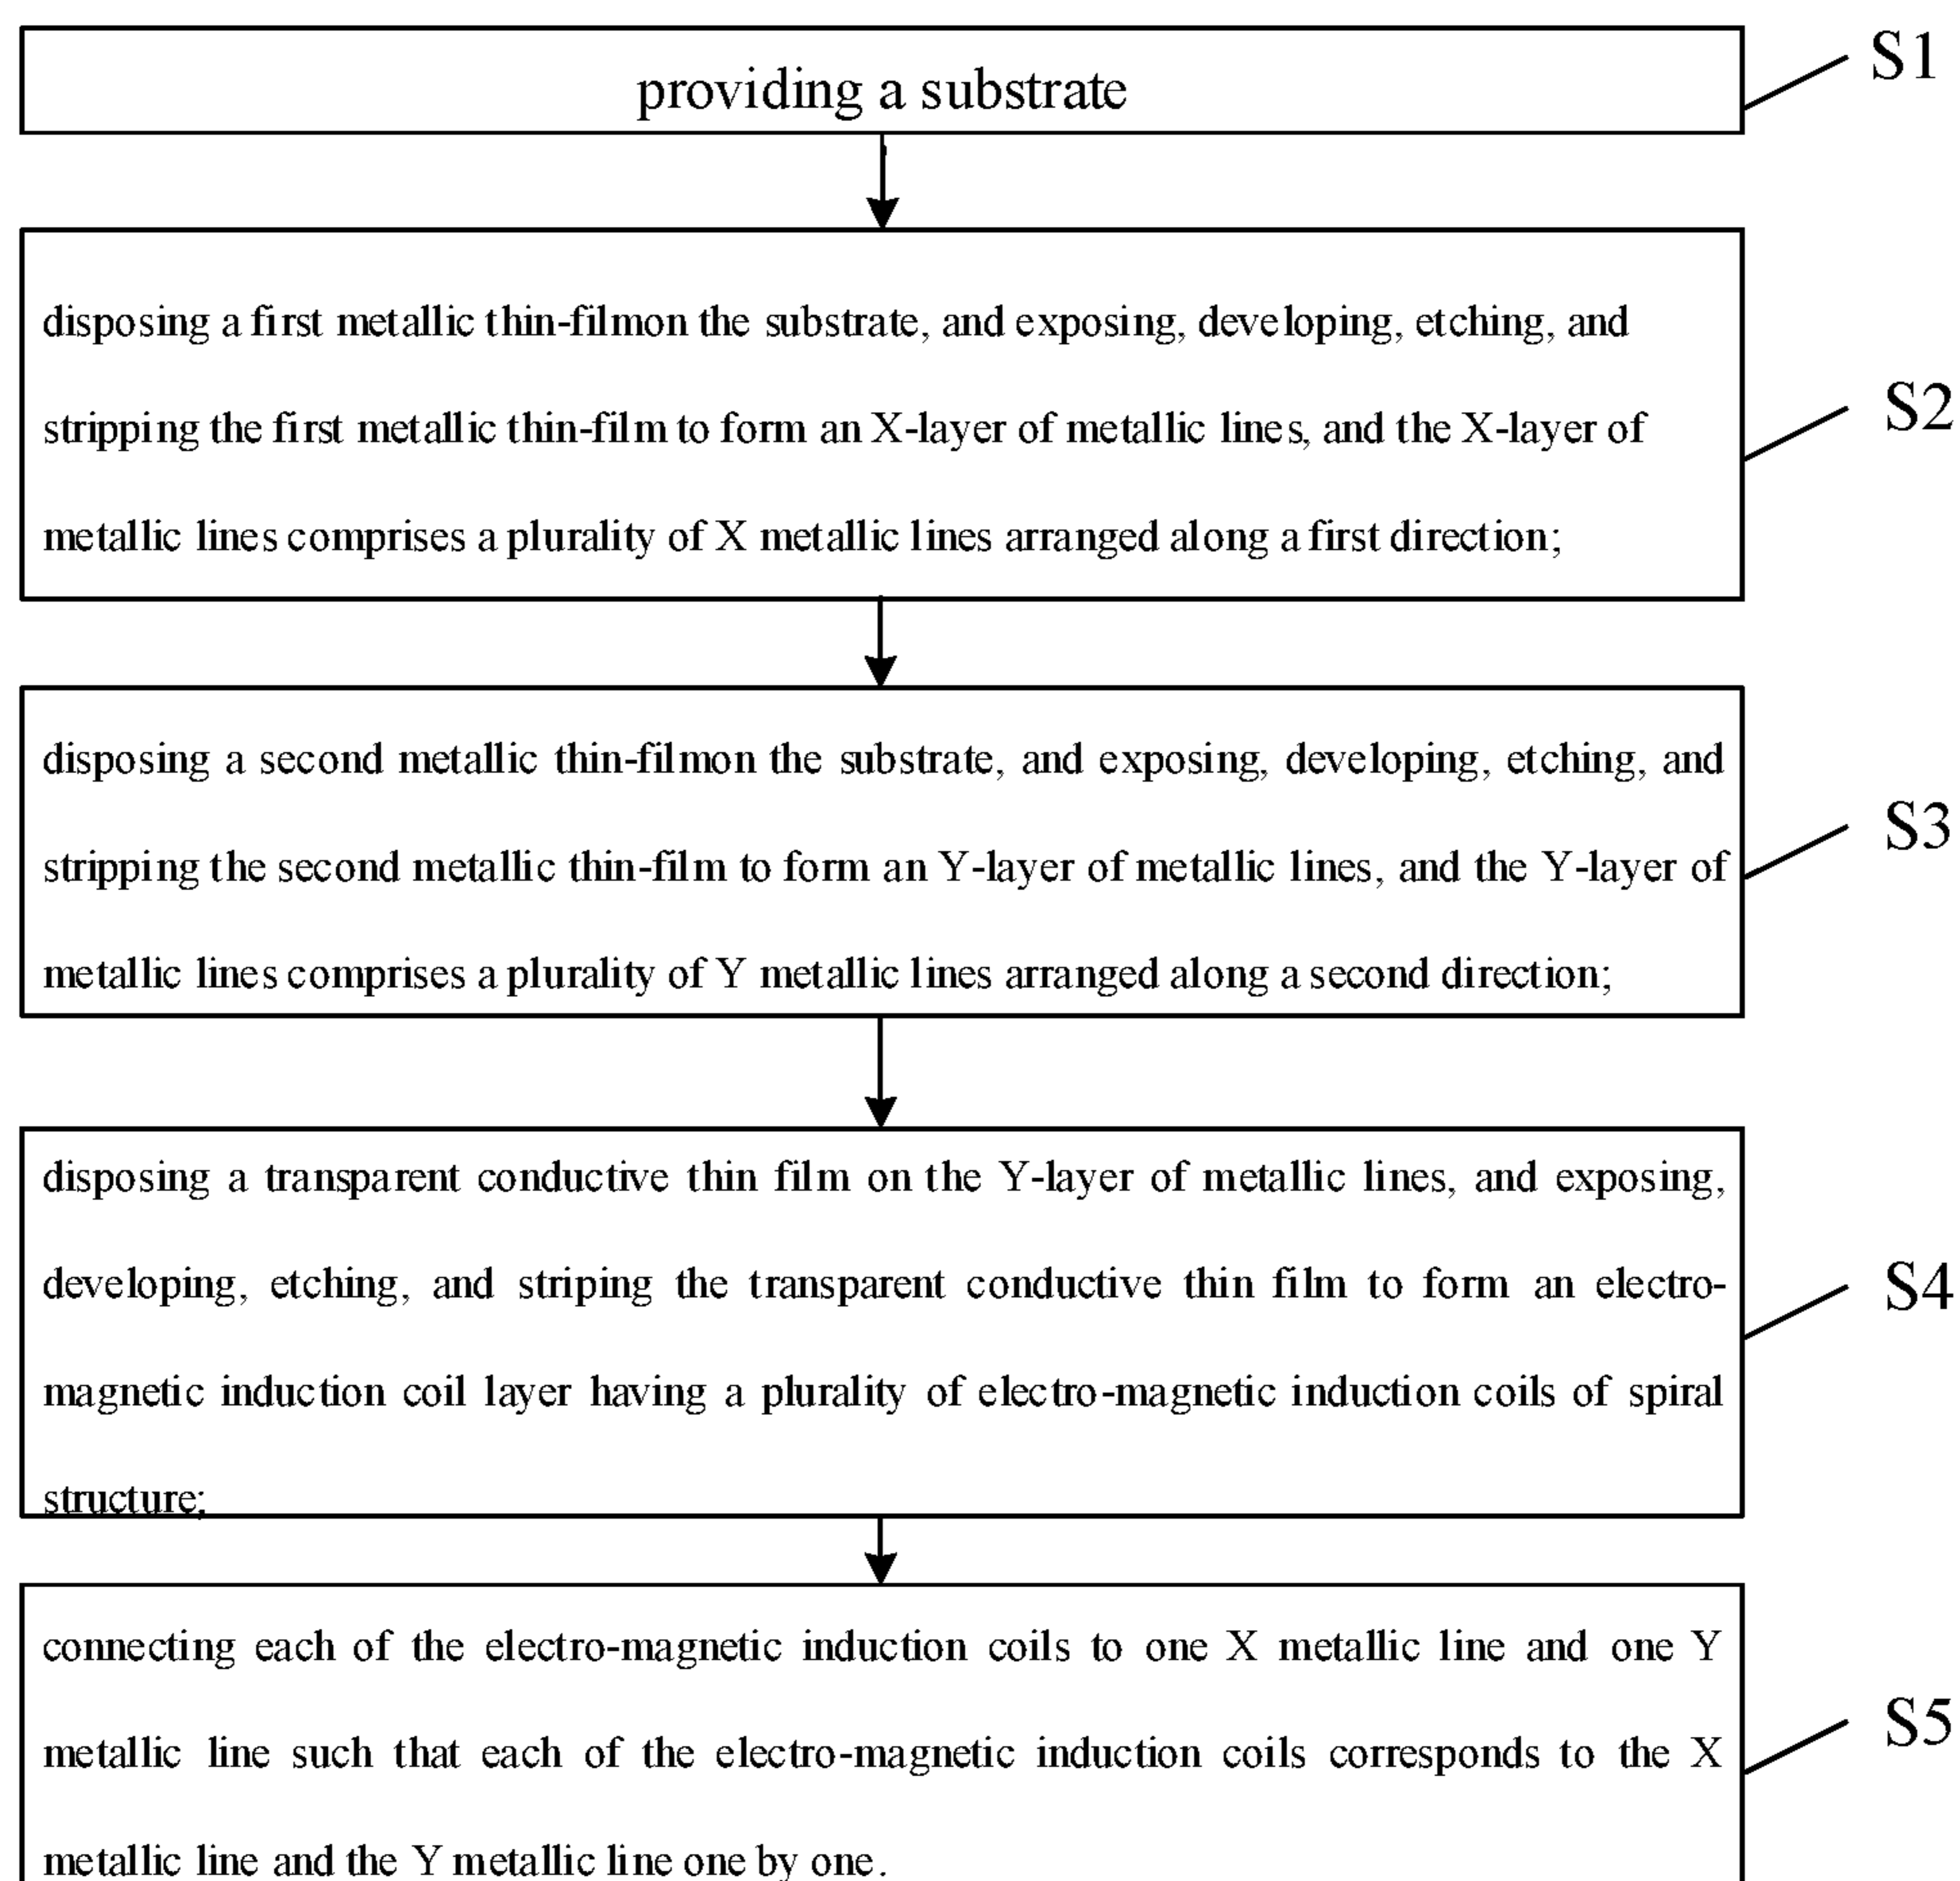 providing a substrate
S1
disposing a first metallic thin-filmon the substrate, and exposing, developing, etching, and
stripping the first metallic thin-film to form an X-layer of metallic lines, and the X-layer of
metallic lines comprises a plurality of X metallic lines arranged along a first direction;
S2
disposing a second metallic thin-filmon the substrate, and exposing, developing, etching, and
stripping the second metallic thin-film to form an Y-layer of metallic lines, and the Y-layer of
metallic lines comprises a plurality of Y metallic lines arranged along a second direction;
S3
disposing a transparent conductive thin film on the Y-layer of metallic lines, and exposing,
developing, etching, and striping the transparent conductive thin film to form an electro-
magnetic induction coil layer having a plurality of electro-magnetic induction coils of spiral
structure;
S4
connecting each of the electro-magnetic induction coils to one X metallic line and one Y
metallic line such that each of the electro-magnetic induction coils corresponds to the X
metallic line and the Y metallic line one by one.
S5